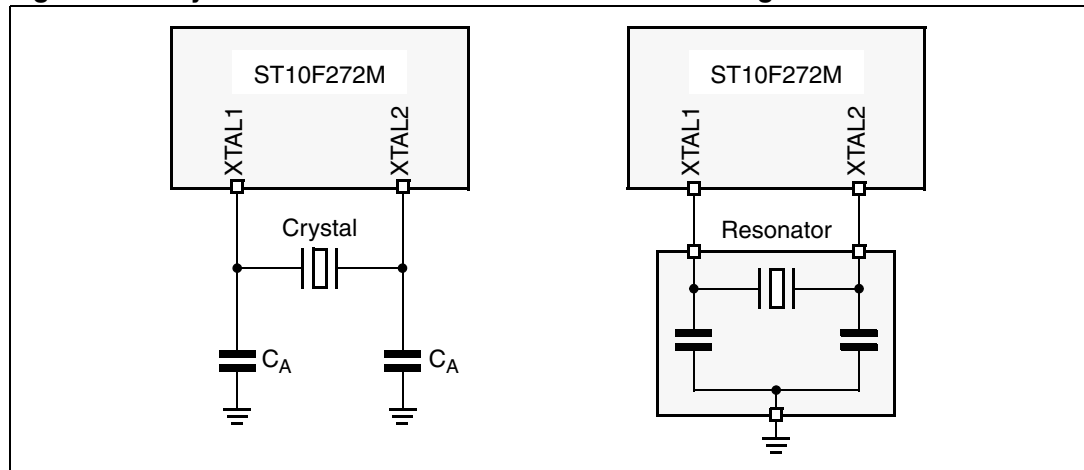 ST10F272M
XTAL1
XTAL2
Crystal
CA
CA
ST10F272M
XTAL1
XTAL2
Resonator